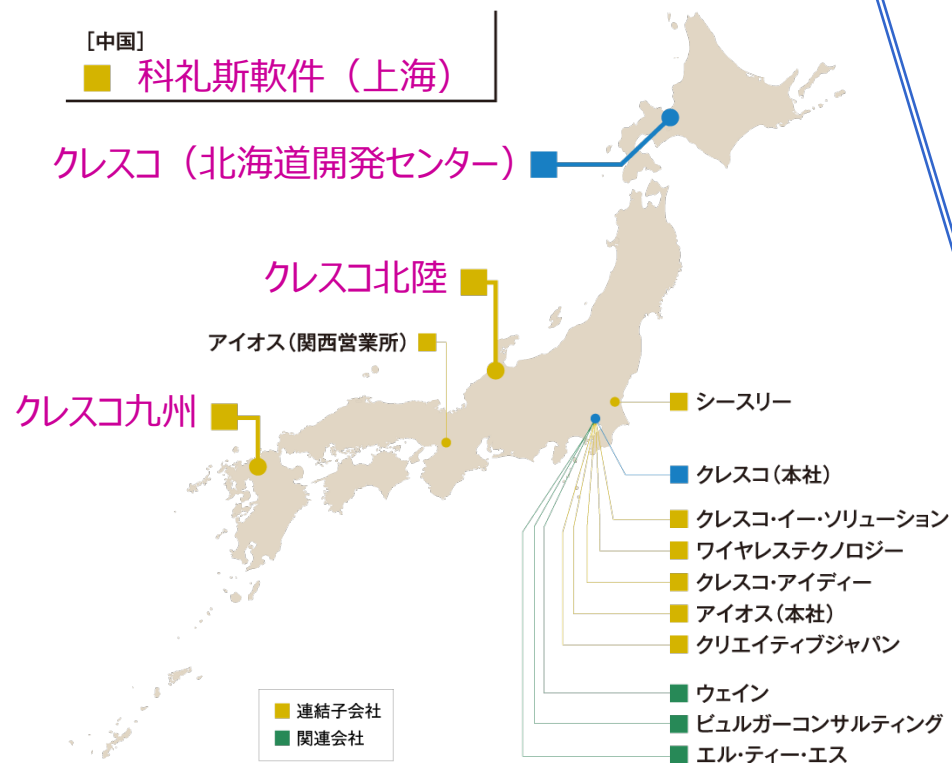 [中国]
科礼斯軟件（上海）
クレスコ（北海道開発センター）
クレスコ北陸
アイオス（関西営業所）
クレスコ九州
シースリー
クレスコ（本社）
クレスコ・イー・ソリューション
ワイヤレステクノロジー
クレスコ・アイディー
アイオス（本社）
クリエイティブジャパン
ウェイン
ビュルガーコンサルティング
エル・ティー・エス
連結子会社
関連会社